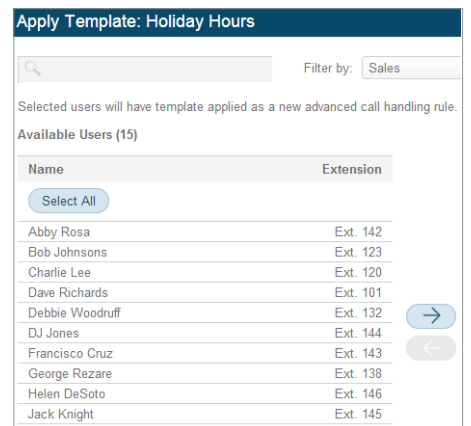 Apply Template: Holiday Hours
Filter by: Sales
Selected users will have template applied as a new advanced call handling rule.
Available Users (15)
Name Extension
Select All
Abby Rosa Ext. 142
Bob Johnsons Ext. 123
Charlie Lee Ext. 120
Dave Richards Ext. 101
Debbie Woodruff Ext. 132
DJ Jones Ext. 144
Francisco Cruz Ext. 143
George Rezare Ext. 138
Helen DeSoto Ext. 146
Jack Knight Ext. 145